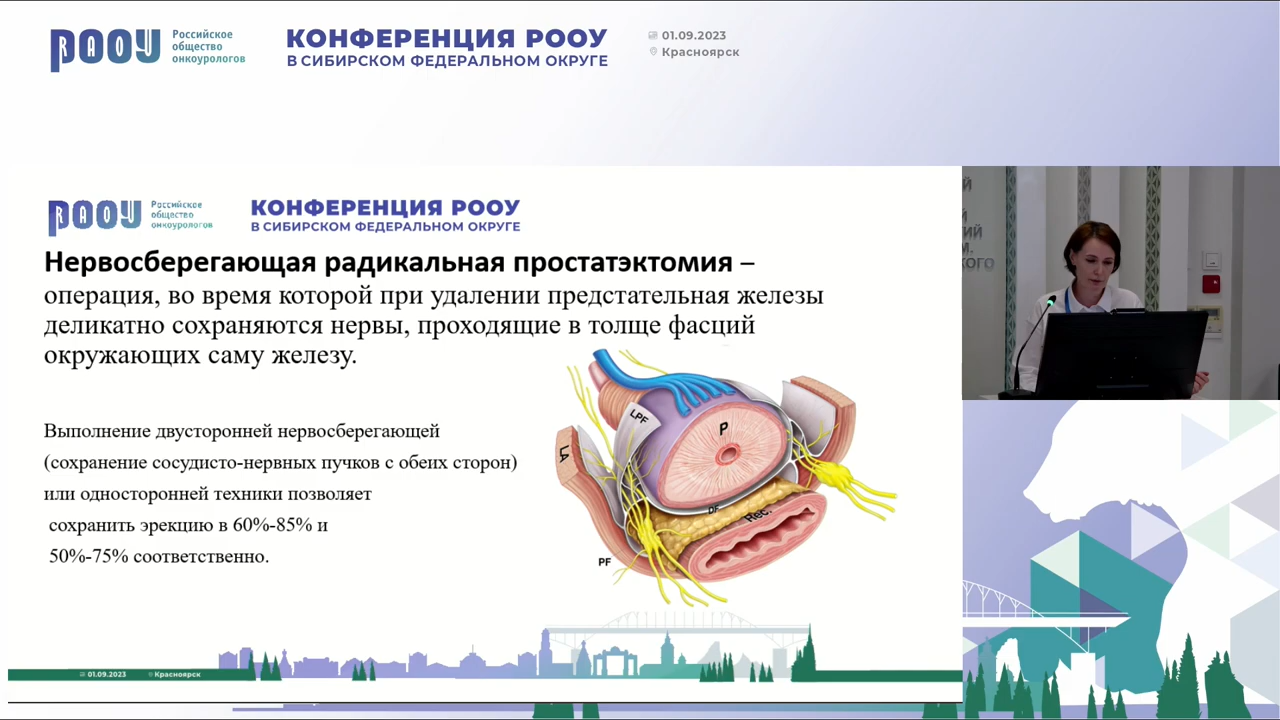 РООУ
RAOU
Российское
общество
онкоурологов
КОНФЕРЕНЦИЯ РООУ
В СИБИРСКОМ ФЕДЕРАЛЬНОМ ОКРУГЕ
01.09.2023
Красноярск
РООУ
RAOU
Российское
общество
онкоурологов
КОНФЕРЕНЦИЯ РООУ
В СИБИРСКОМ ФЕДЕРАЛЬНОМ ОКРУГЕ
Нервосберегающая радикальная простатэктомия –
операция, во время которой при удалении предстательная железы
деликатно сохраняются нервы, проходящие в толще фасций
окружающих саму железу.
Выполнение двусторонней нервосберегающей
(сохранение сосудисто-нервных пучков с обеих сторон)
или односторонней техники позволяет
сохранить эрекцию в 60%-85% и
50%-75% соответственно.
LPF
P
LA
DF
Rec.
PF
01.09.2023
Красноярск